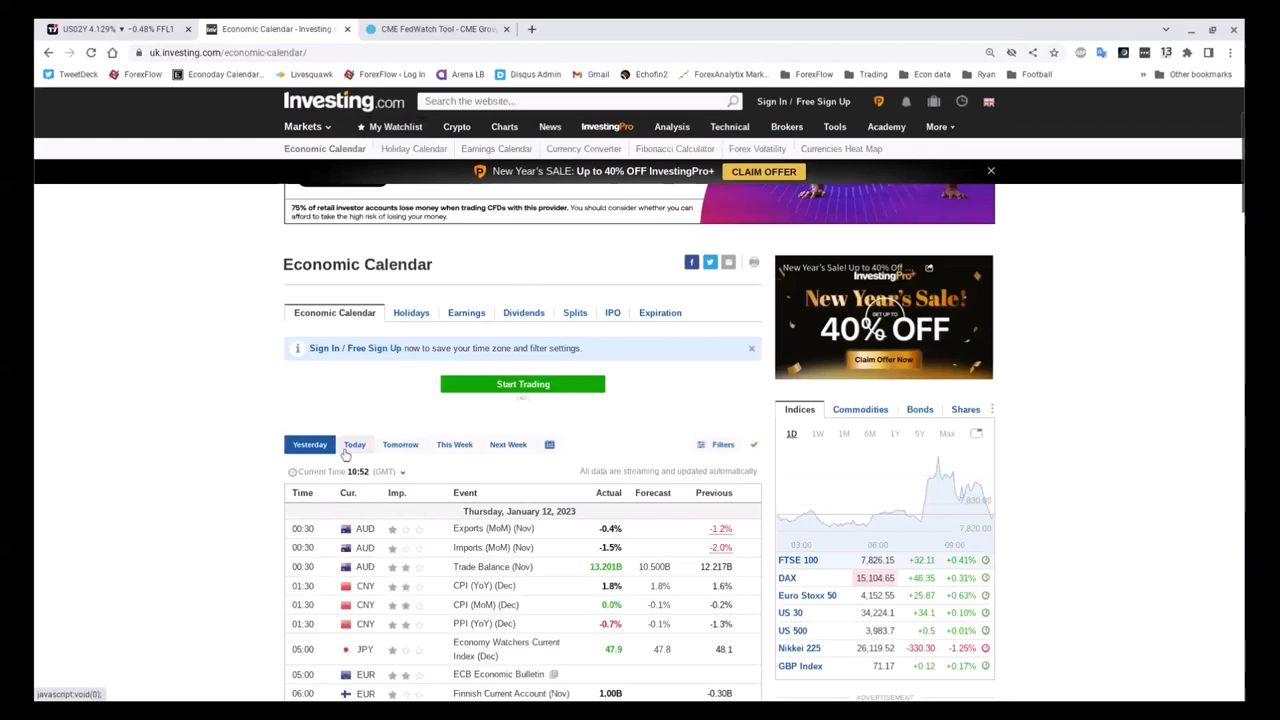 US02Y 4.129% ▼ −0.48% FFL1
Economic Calendar - Investing
CME FedWatch Tool - CME Grou
uk.investing.com/economic-calendar/
13
TweetDeck
ForexFlow
Econoday Calendar...
Livesquawk
ForexFlow ‹ Log In
Arena LB
Disqus Admin
Gmail
Echofin2
ForexAnalytix Mark...
ForexFlow
Trading
Econ data
Ryan
Football
»
Other bookmarks
Investing.com
Search the website...
Sign In / Free Sign Up
Markets
My Watchlist
Crypto
Charts
News
InvestingPro
Analysis
Technical
Brokers
Tools
Academy
More
Economic Calendar
Holiday Calendar
Earnings Calendar
Currency Converter
Fibonacci Calculator
Forex Volatility
Currencies Heat Map
New Year's SALE: Up to 40% OFF InvestingPro+
CLAIM OFFER
75% of retail investor accounts lose money when trading CFDs with this provider. You should consider whether you can
afford to take the high risk of losing your money.
Economic Calendar
Economic Calendar
Holidays
Earnings
Dividends
Splits
IPO
Expiration
Sign In / Free Sign Up now to save your time zone and filter settings.
Start Trading
Yesterday
Today
Tomorrow
This Week
Next Week
Filters
Current Time 10:52 (GMT)
All data are streaming and updated automatically
Time Cur. Imp. Event Actual Forecast Previous
Thursday, January 12, 2023
00:30 AUD Exports (MoM) (Nov) -0.4% -1.2%
00:30 AUD Imports (MoM) (Nov) -1.5% -2.0%
00:30 AUD Trade Balance (Nov) 13.201B 10.500B 12.217B
01:30 CNY CPI (YoY) (Dec) 1.8% 1.8% 1.6%
01:30 CNY CPI (MoM) (Dec) 0.0% -0.1% -0.2%
01:30 CNY PPI (YoY) (Dec) -0.7% -0.1% -1.3%
05:00 JPY Economy Watchers Current
Index (Dec) 47.9 47.8 48.1
05:00 EUR ECB Economic Bulletin
06:00 EUR Finnish Current Account (Nov) 1.00B -0.30B
New Year's Sale! Up to 40% Off ...
InvestingPro+
New Year's Sale!
GET UP TO
40% OFF
Claim Offer Now
Indices
Commodities
Bonds
Shares
1D 1W 1M 6M 1Y 5Y Max
7,830.00
7,820.00
03:00 06:00 09:00
FTSE 100 7,826.15 +32.11 +0.41%
DAX 15,104.65 +46.35 +0.31%
Euro Stoxx 50 4,152.55 +25.87 +0.63%
US 30 34,224.1 +34.1 +0.10%
US 500 3,983.7 +0.5 +0.01%
Nikkei 225 26,119.52 -330.30 -1.25%
GBP Index 71.17 +0.12 +0.17%
ADVERTISEMENT
javascript:void(0);